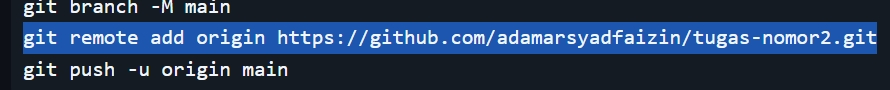 git branch -M main
git remote add origin https://github.com/adamarsyadfaizin/tugas-nomor2.git
git push -u origin main